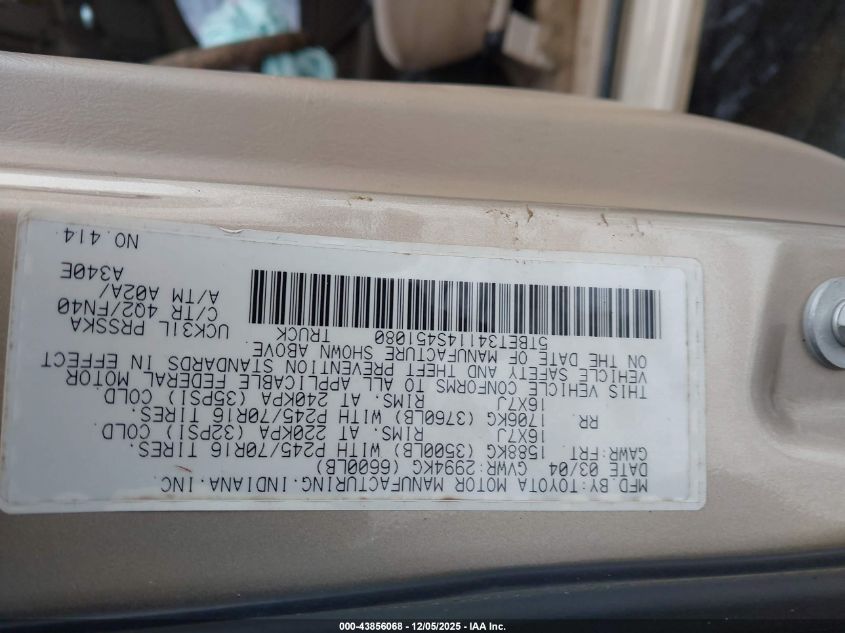 MFD.BY:TOYOTA MOTOR MANUFACTURING.INDIANA.INC.
DATE 03/04 GVWR:2994KG (6600LB)
GAWR:FRT 1588KG (3500LB) WITH P245/70R16 TIRES.
16X7J RIMS. AT 220KPA (32PSI) COLD
RR 1706KG (3760LB) WITH P245/70R16 TIRES.
16X7J RIMS. AT 240KPA (35PSI) COLD
THIS VEHICLE CONFORMS TO ALL APPLICABLE FEDERAL MOTOR
VEHICLE SAFETY AND THEFT PREVENTION STANDARDS IN EFFECT
ON THE DATE OF MANUFACTURE SHOWN ABOVE
5TBET34114S451080 TRUCK
UCK31L PRSSKA
C/TR 4Q2/FN40
A/TM A02A/
A340E
NO.414
000-43856068 - 12/05/2025 - IAA Inc.